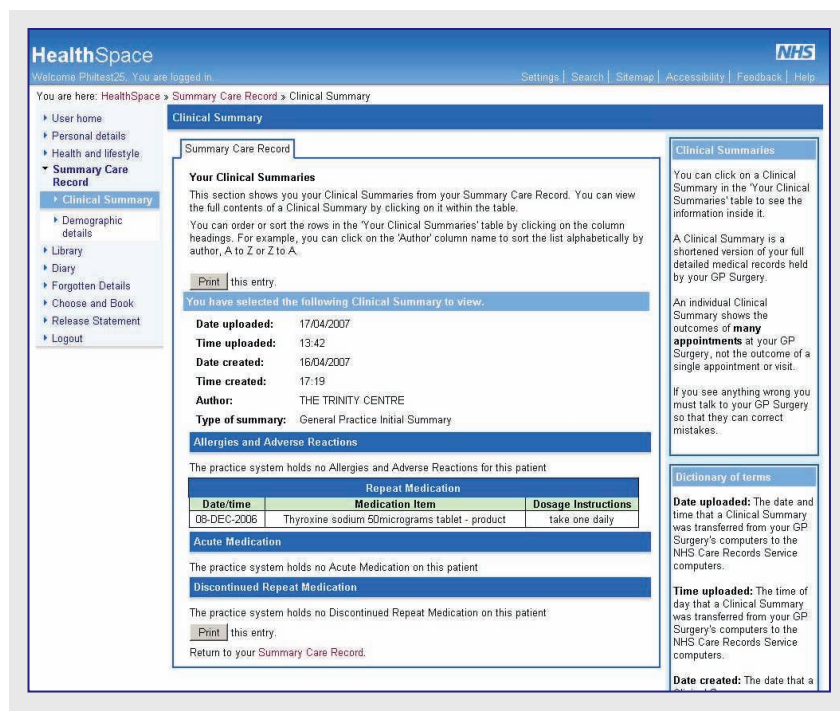 HealthSpace
NHS
Welcome Philtest25. You are logged in.
Settings | Search | Sitemap | Accessibility | Feedback | Help
You are here: HealthSpace » Summary Care Record » Clinical Summary
User home
Personal details
Health and lifestyle
Summary Care
Record
Clinical Summary
Demographic
details
Library
Diary
Forgotten Details
Choose and Book
Release Statement
Logout
Clinical Summary
Summary Care Record
Your Clinical Summaries
This section shows you your Clinical Summaries from your Summary Care Record. You can view
the full contents of a Clinical Summary by clicking on it within the table.
You can order or sort the rows in the 'Your Clinical Summaries' table by clicking on the column
headings. For example, you can click on the 'Author' column name to sort the list alphabetically by
author, A to Z or Z to A.
Print this entry.
You have selected the following Clinical Summary to view.
Date uploaded: 17/04/2007
Time uploaded: 13:42
Date created: 16/04/2007
Time created: 17:19
Author: THE TRINITY CENTRE
Type of summary: General Practice Initial Summary
Allergies and Adverse Reactions
The practice system holds no Allergies and Adverse Reactions for this patient
Repeat Medication
Date/time Medication Item Dosage Instructions
08-DEC-2006 Thyroxine sodium 50micrograms tablet - product take one daily
Acute Medication
The practice system holds no Acute Medication on this patient
Discontinued Repeat Medication
The practice system holds no Discontinued Repeat Medication on this patient
Print this entry.
Return to your Summary Care Record.
Clinical Summaries
You can click on a Clinical
Summary in the 'Your Clinical
Summaries' table to see the
information inside it.
A Clinical Summary is a
shortened version of your full
detailed medical records held
by your GP Surgery.
An individual Clinical
Summary shows the
outcomes of many
appointments at your GP
Surgery, not the outcome of a
single appointment or visit.
If you see anything wrong you
must talk to your GP Surgery
so that they can correct
mistakes.
Dictionary of terms
Date uploaded: The date and
time that a Clinical Summary
was transferred from your GP
Surgery's computers to the
NHS Care Records Service
computers.
Time uploaded: The time of
day that a Clinical Summary
was transferred from your GP
Surgery's computers to the
NHS Care Records Service
computers.
Date created: The date that a